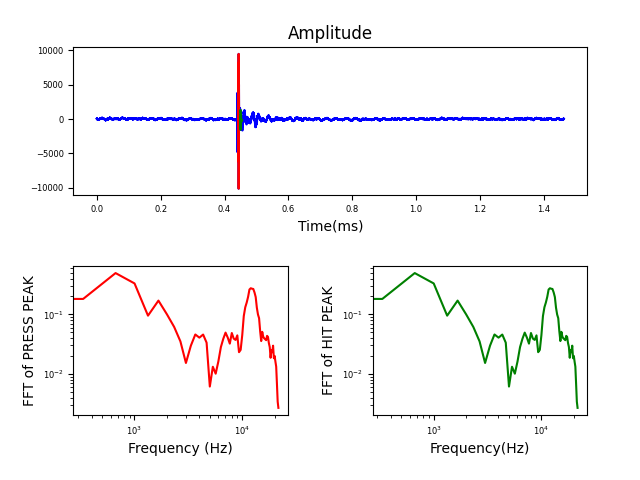 Amplitude
10000
5000
0
−5000
−10000
0.0 0.2 0.4 0.6 0.8 1.0 1.2 1.4
Time(ms)
FFT of PRESS PEAK
10⁻¹
10⁻²
10³ 10⁴
Frequency (Hz)
FFT of HIT PEAK
10⁻¹
10⁻²
10³ 10⁴
Frequency(Hz)